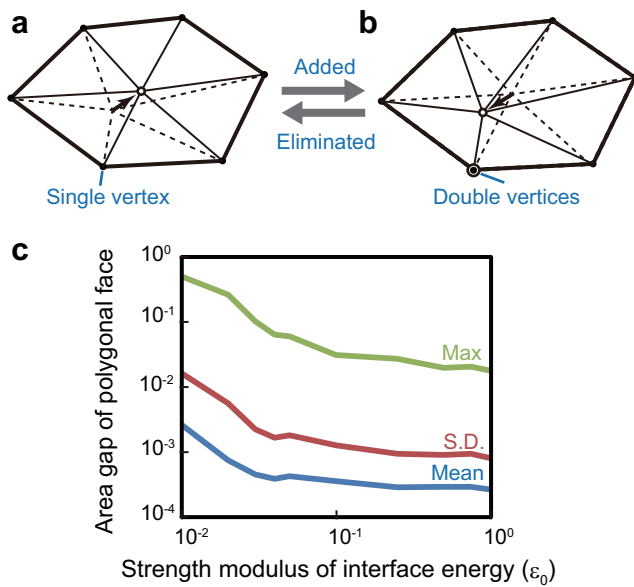 a
b
Added
Eliminated
Single vertex
Double vertices
c
Area gap of polygonal face
10⁰
10⁻¹
10⁻²
10⁻³
10⁻⁴
Max
S.D.
Mean
10⁻²
10⁻¹
10⁰
Strength modulus of interface energy (ε₀)